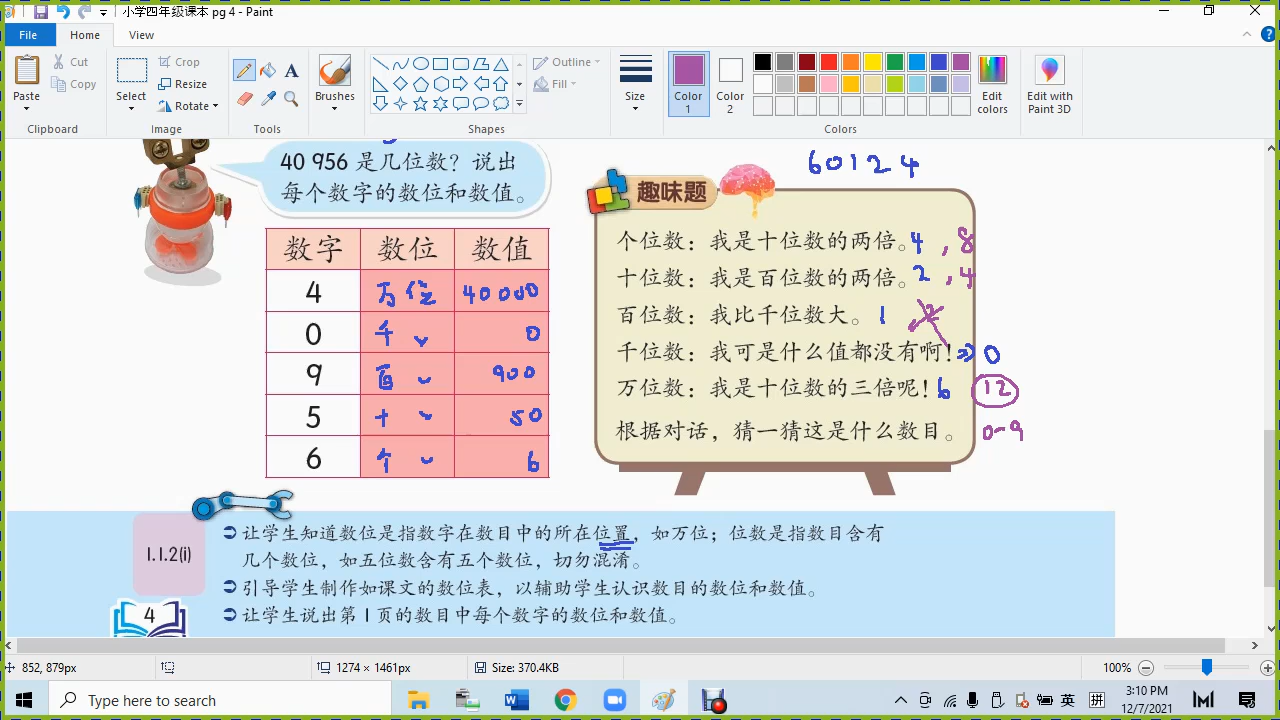 小学四年级课本 pg 4 - Paint
File Home View
Paste Cut Copy Clipboard
Select Crop Resize Rotate Image
Tools
Brushes
Outline Fill Shapes
Size
Color 1 Color 2 Edit colors Colors
Edit with Paint 3D
40 956 是几位数？说出
每个数字的数位和数值。
数字 数位 数值
4 万位 40000
0 千 0
9 百 900
5 十 50
6 个 6
60124
趣味题
个位数：我是十位数的两倍。4 , 8
十位数：我是百位数的两倍。2 , 4
百位数：我比千位数大。1 , 2
千位数：我可是什么值都没有啊！⇒ 0
万位数：我是十位数的三倍呢！6 12
根据对话，猜一猜这是什么数目。 0-9
1.1.2(i)
让学生知道数位是指数字在数目中的所在位置，如万位；位数是指数目含有
几个数位，如五位数含有五个数位，切勿混淆。
引导学生制作如课文的数位表，以辅助学生认识数目的数位和数值。
让学生说出第 1 页的数目中每个数字的数位和数值。
4
852, 879px 1274 × 1461px Size: 370.4KB 100%
Type here to search
英 拼
3:10 PM
12/7/2021